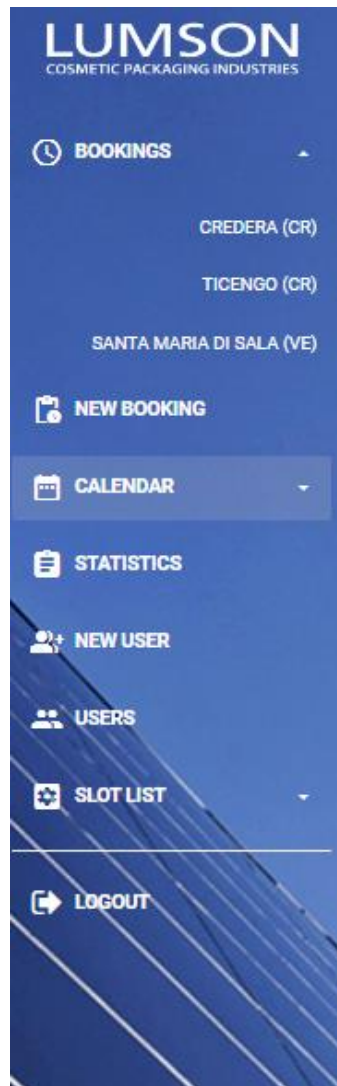 LUMSON
COSMETIC PACKAGING INDUSTRIES
BOOKINGS
CREDERA (CR)
TICENGO (CR)
SANTA MARIA DI SALA (VE)
NEW BOOKING
CALENDAR
STATISTICS
NEW USER
USERS
SLOT LIST
LOGOUT